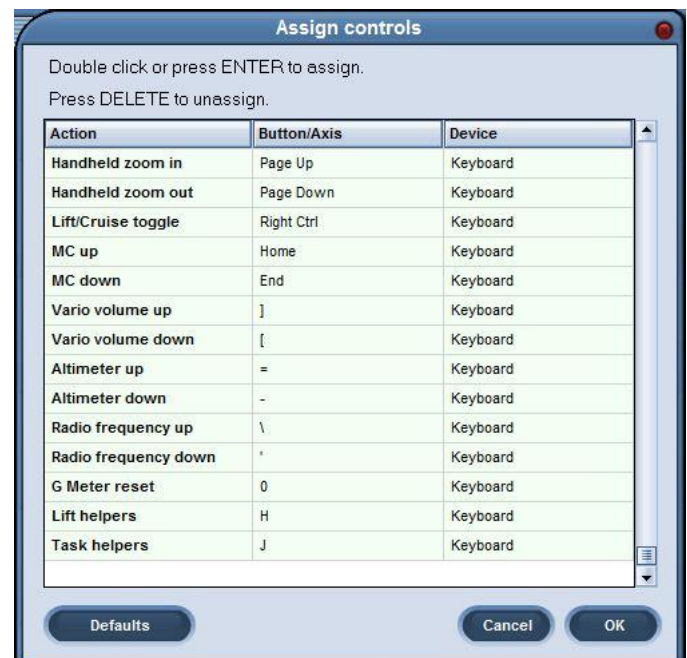 Assign controls
Double click or press ENTER to assign.
Press DELETE to unassign.
Action Button/Axis Device
Handheld zoom in Page Up Keyboard
Handheld zoom out Page Down Keyboard
Lift/Cruise toggle Right Ctrl Keyboard
MC up Home Keyboard
MC down End Keyboard
Vario volume up ] Keyboard
Vario volume down [ Keyboard
Altimeter up = Keyboard
Altimeter down - Keyboard
Radio frequency up \ Keyboard
Radio frequency down ' Keyboard
G Meter reset 0 Keyboard
Lift helpers H Keyboard
Task helpers J Keyboard
Defaults Cancel OK